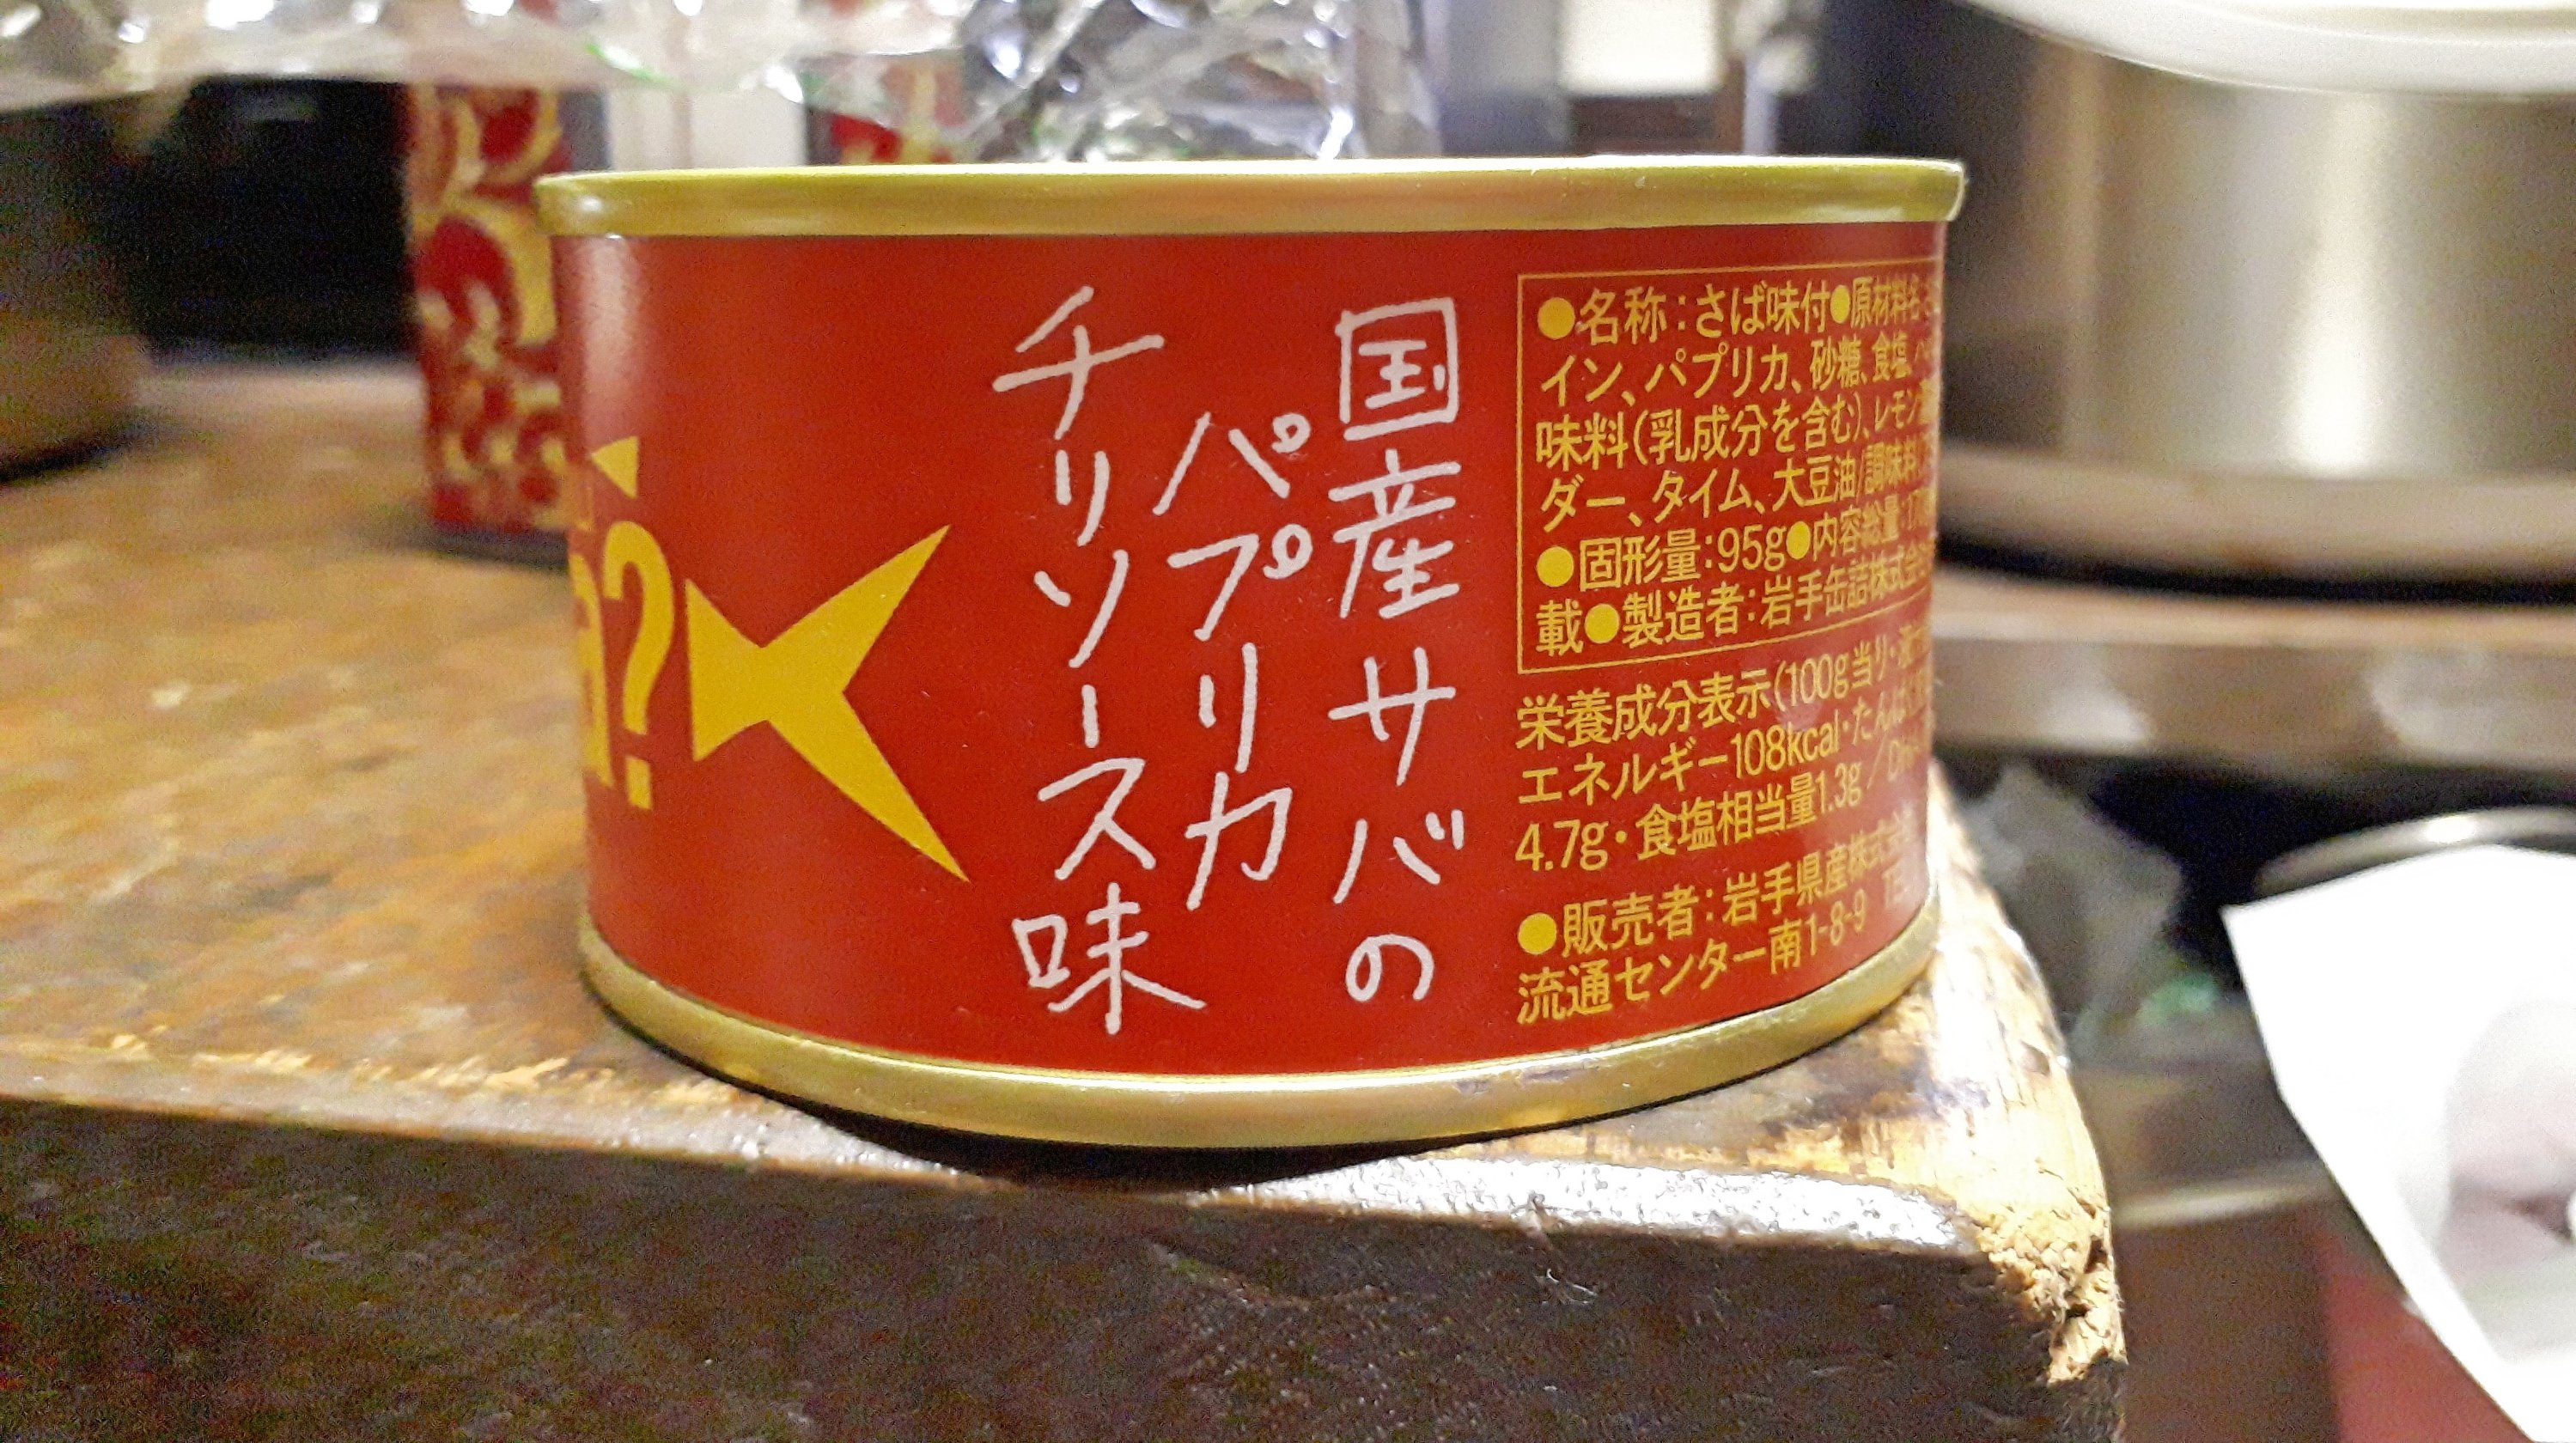 ?
国産サバの
パプリカ
チリソース味
●名称:さば味付●原材料名:さ
イン、パプリカ、砂糖、食塩、
味料(乳成分を含む)、レモン
ダー、タイム、大豆油/調味料
●固形量:95g●内容総量:170
載●製造者:岩手缶詰株式会
栄養成分表示(100g当り・液
エネルギー108kcal・たんぱく
4.7g・食塩相当量1.3g/
●販売者:岩手県産株式会
流通センター南1-8-9 TEL